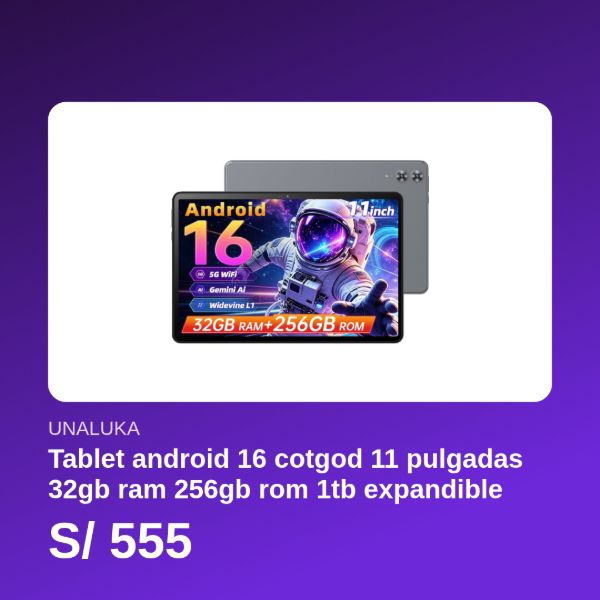 Android
11inch
16
5G WiFi
AI Gemini Ai
Widevine L1
32GB RAM+256GB ROM
UNALUKA
Tablet android 16 cotgod 11 pulgadas
32gb ram 256gb rom 1tb expandible
S/ 555